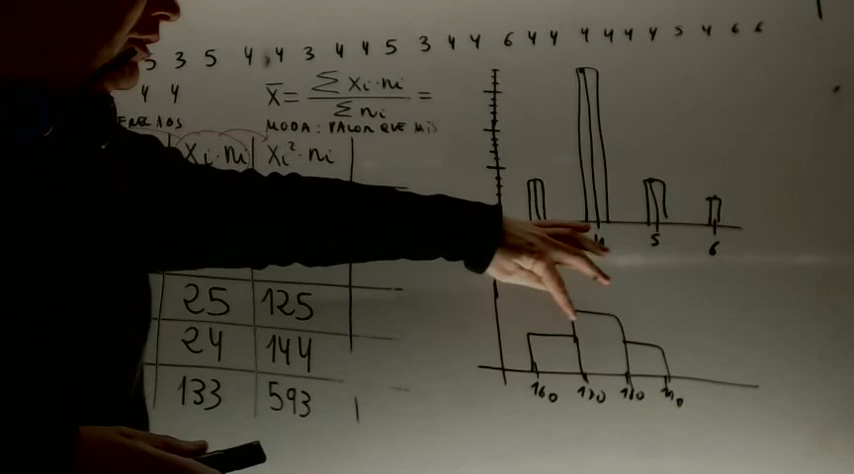 5 3 5 4 4 3 4 4 5 3 4 4 6 4 4 4 4 4 4 5 4 6 6
4 4
x̄ = Σ xi·ni / Σ ni =
MODA: VALOR QUE MÁS
xi·ni xi²·ni
5 6
25 125
24 144
133 593
160 170 180